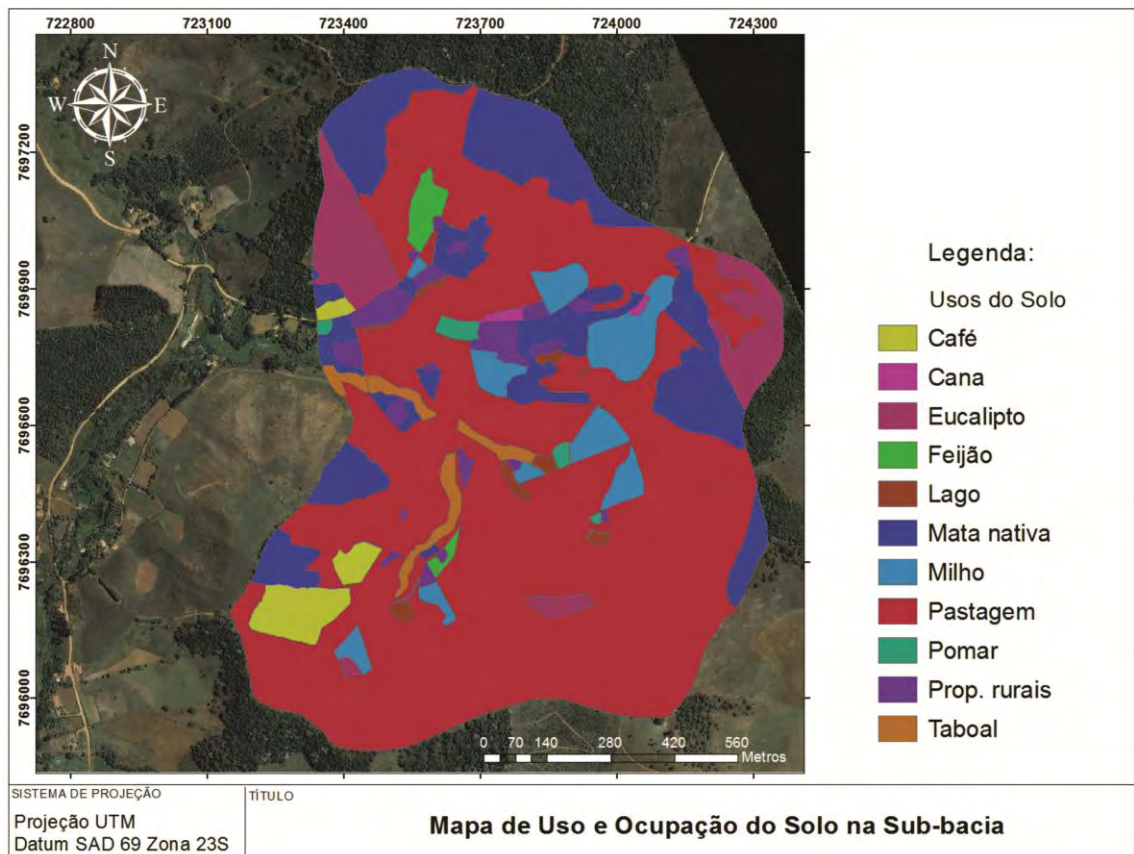 722800 723100 723400 723700 724000 724300
N
W E
S
7697200
7696900
7696600
7696300
7696000
Legenda:
Usos do Solo
Café
Cana
Eucalipto
Feijão
Lago
Mata nativa
Milho
Pastagem
Pomar
Prop. rurais
Taboal
0 70 140 280 420 560
Metros
SISTEMA DE PROJEÇÃO
Projeção UTM
Datum SAD 69 Zona 23S
TÍTULO
Mapa de Uso e Ocupação do Solo na Sub-bacia